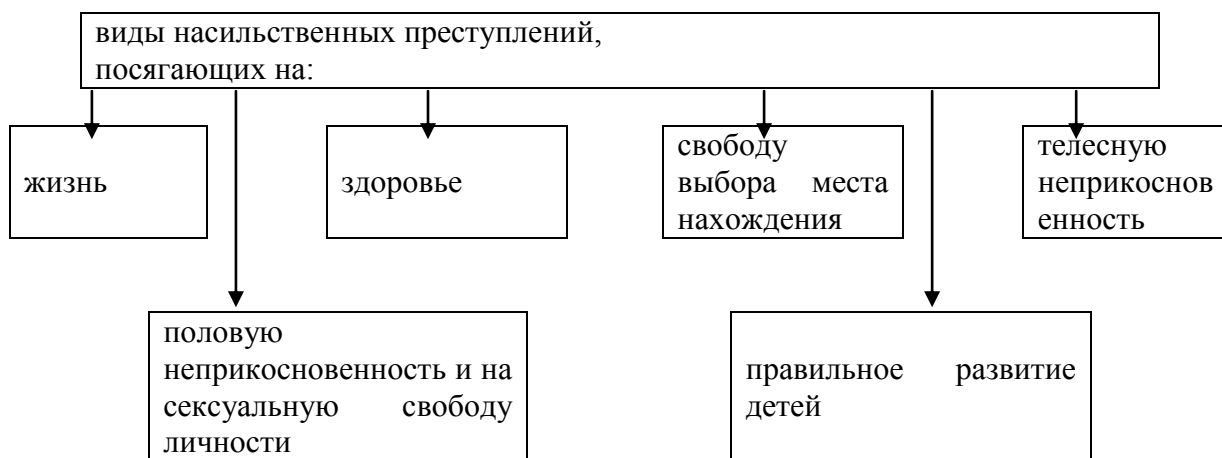 виды насильственных преступлений,
посягающих на:
жизнь
здоровье
свободу
выбора места
нахождения
телесную
неприкоснов
енность
половую
неприкосновенность и на
сексуальную свободу
личности
правильное развитие
детей